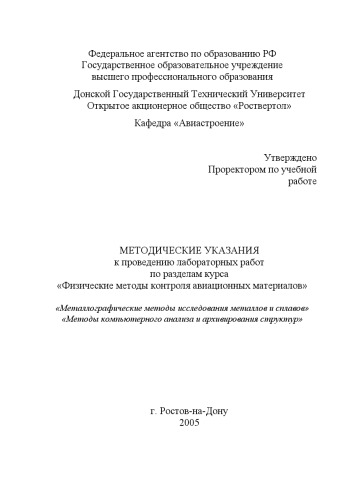 Федеральное агентство по образованию РФ
Государственное образовательное учреждение
высшего профессионального образования
Донской Государственный Технический Университет
Открытое акционерное общество «Роствертол»
Кафедра «Авиастроение»
Утверждено
Проректором по учебной
работе
МЕТОДИЧЕСКИЕ УКАЗАНИЯ
к проведению лабораторных работ
по разделам курса
«Физические методы контроля авиационных материалов»
«Металлографические методы исследования металлов и сплавов»
«Методы компьютерного анализа и архивирования структур»
г. Ростов-на-Дону
2005